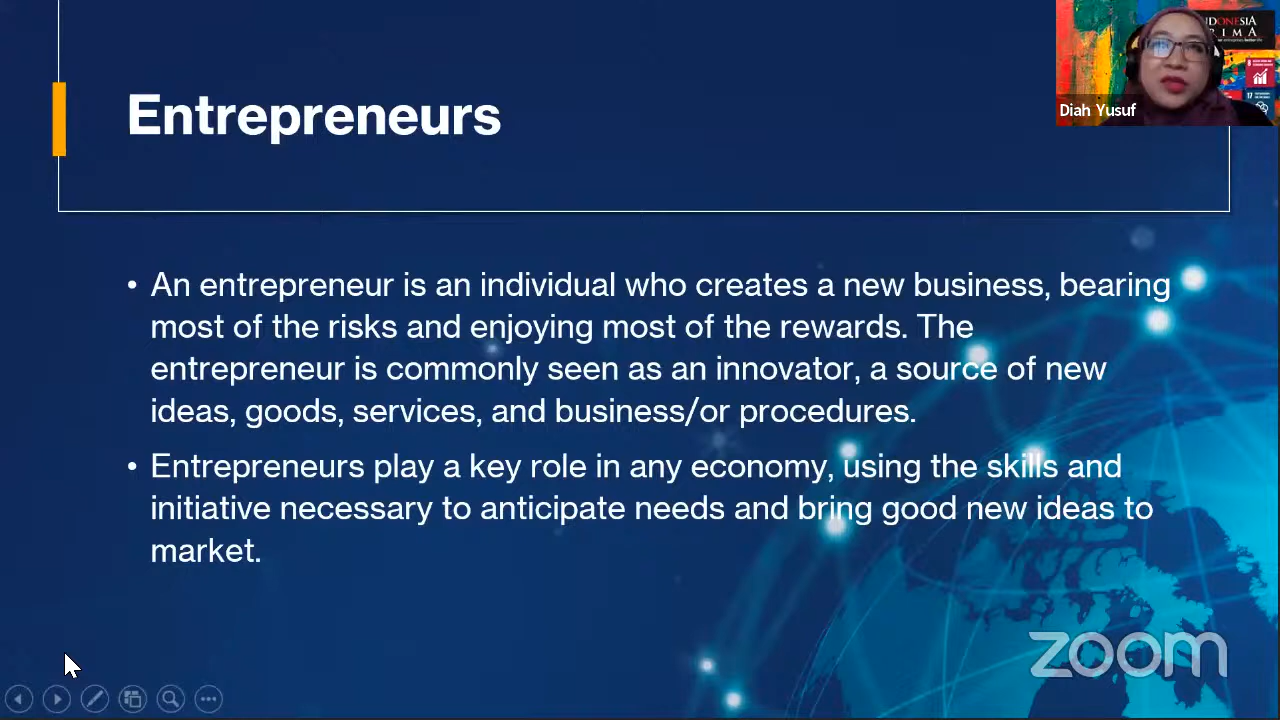 Entrepreneurs
INDONESIA
PRIMA
Diah Yusuf
• An entrepreneur is an individual who creates a new business, bearing
most of the risks and enjoying most of the rewards. The
entrepreneur is commonly seen as an innovator, a source of new
ideas, goods, services, and business/or procedures.
• Entrepreneurs play a key role in any economy, using the skills and
initiative necessary to anticipate needs and bring good new ideas to
market.
zoom